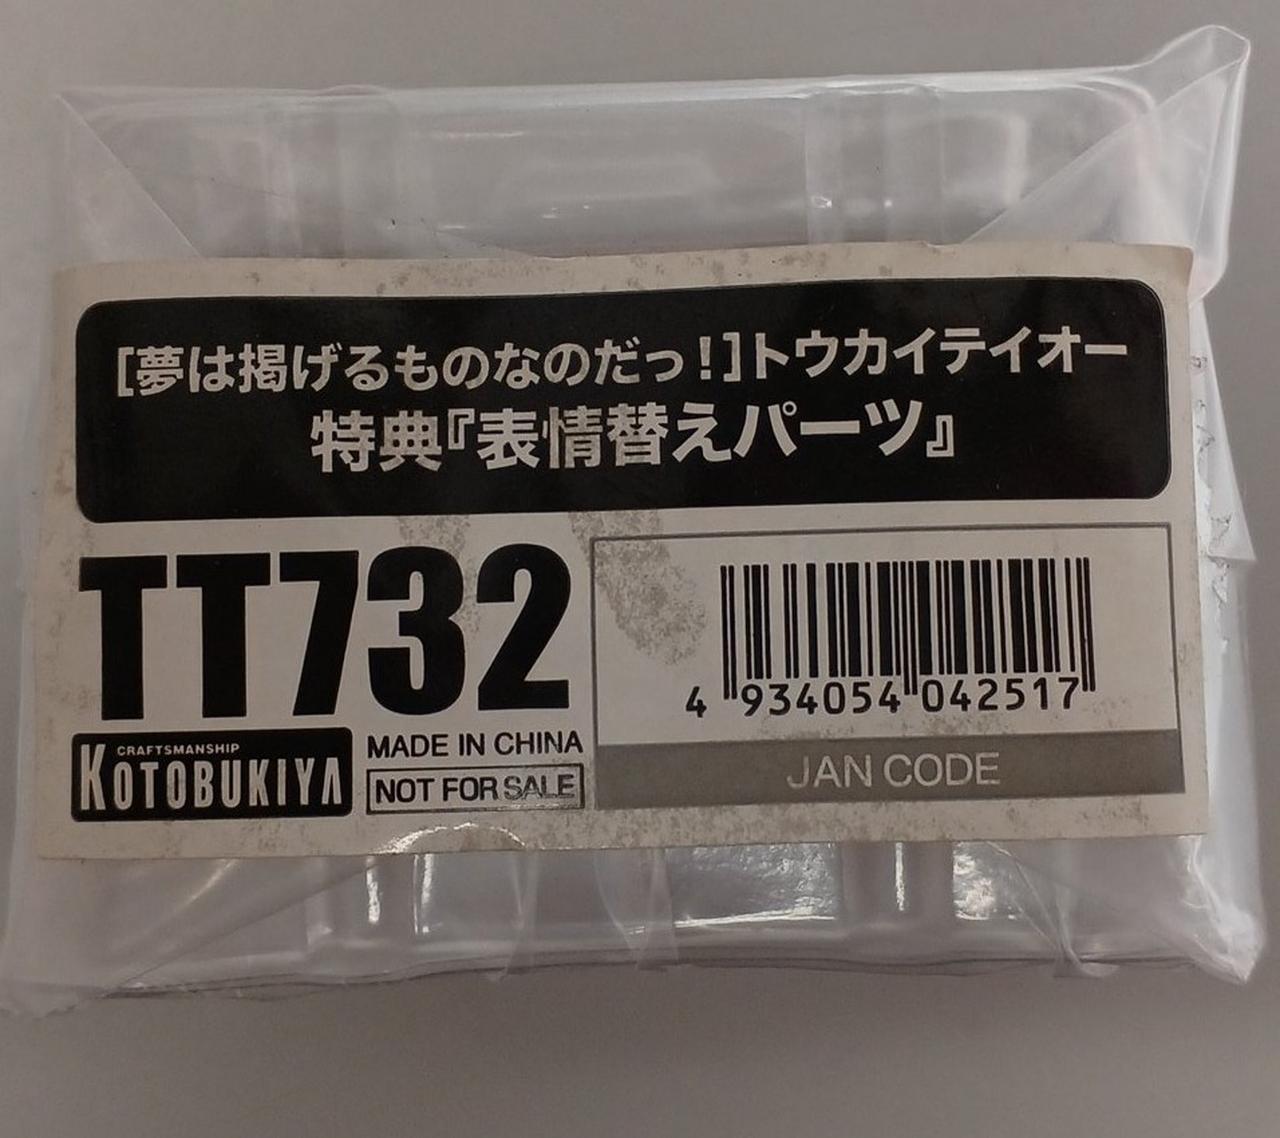 [夢は掲げるものなのだっ！]トウカイテイオー
特典『表情替えパーツ』
TT732
CRAFTSMANSHIP
KOTOBUKIYA
MADE IN CHINA
NOT FOR SALE
4 934054 042517
JAN CODE